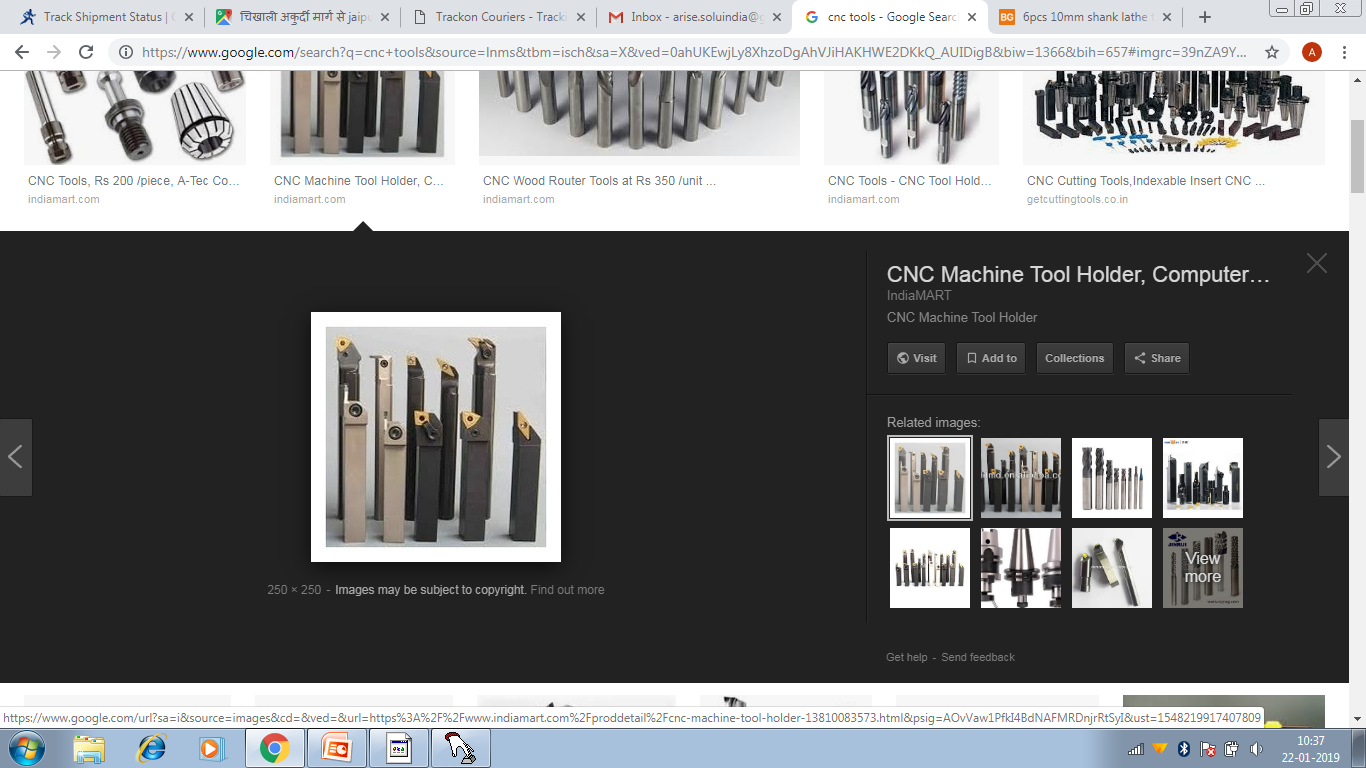 Track Shipment Status | C
चिखाली अकुर्दी मार्ग से jaip
Trackon Couriers - Tracki
Inbox - arise.soluindia@g
cnc tools - Google Search
6pcs 10mm shank lathe t
https://www.google.com/search?q=cnc+tools&source=lnms&tbm=isch&sa=X&ved=0ahUKEwjLy8XhzoDgAhVJiHAKHWE2DKkQ_AUIDigB&biw=1366&bih=657#imgrc=39nZA9Y...
A
CNC Tools, Rs 200 /piece, A-Tec Co...
indiamart.com
CNC Machine Tool Holder, C...
indiamart.com
CNC Wood Router Tools at Rs 350 /unit ...
indiamart.com
CNC Tools - CNC Tool Hold...
indiamart.com
CNC Cutting Tools,Indexable Insert CNC ...
getcuttingtools.co.in
CNC Machine Tool Holder, Computer...
IndiaMART
CNC Machine Tool Holder
Visit
Add to
Collections
Share
Related images:
View
more
250 × 250 - Images may be subject to copyright. Find out more
Get help - Send feedback
https://www.google.com/url?sa=i&source=images&cd=&ved=&url=https%3A%2F%2Fwww.indiamart.com%2Fproddetail%2Fcnc-machine-tool-holder-13810083573.html&psig=AOvVaw1PfkI4BdNAFMRDnjrRtSyI&ust=1548219917407809
10:37
22-01-2019